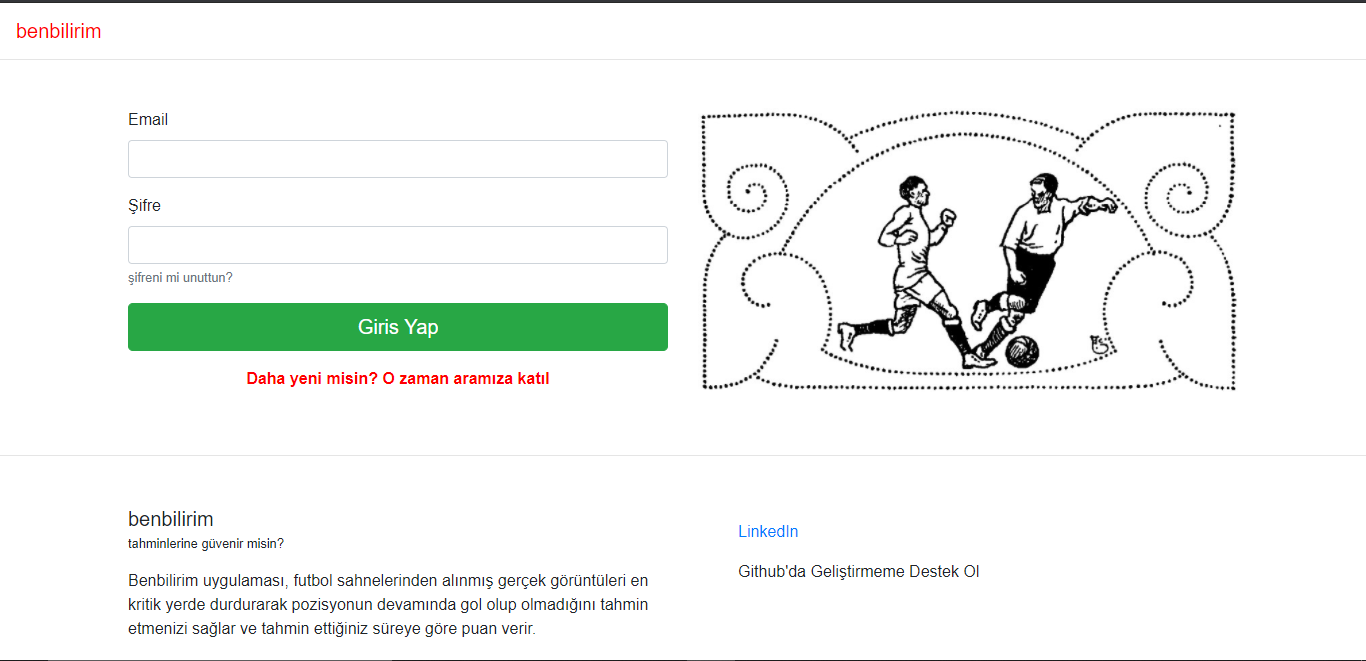 benbilirim
Email
Şifre
şifreni mi unuttun?
Giris Yap
Daha yeni misin? O zaman aramıza katıl
benbilirim
tahminlerine güvenir misin?
Benbilirim uygulaması, futbol sahnelerinden alınmış gerçek görüntüleri en
kritik yerde durdurarak pozisyonun devamında gol olup olmadığını tahmin
etmenizi sağlar ve tahmin ettiğiniz süreye göre puan verir.
LinkedIn
Github'da Geliştirmeme Destek Ol